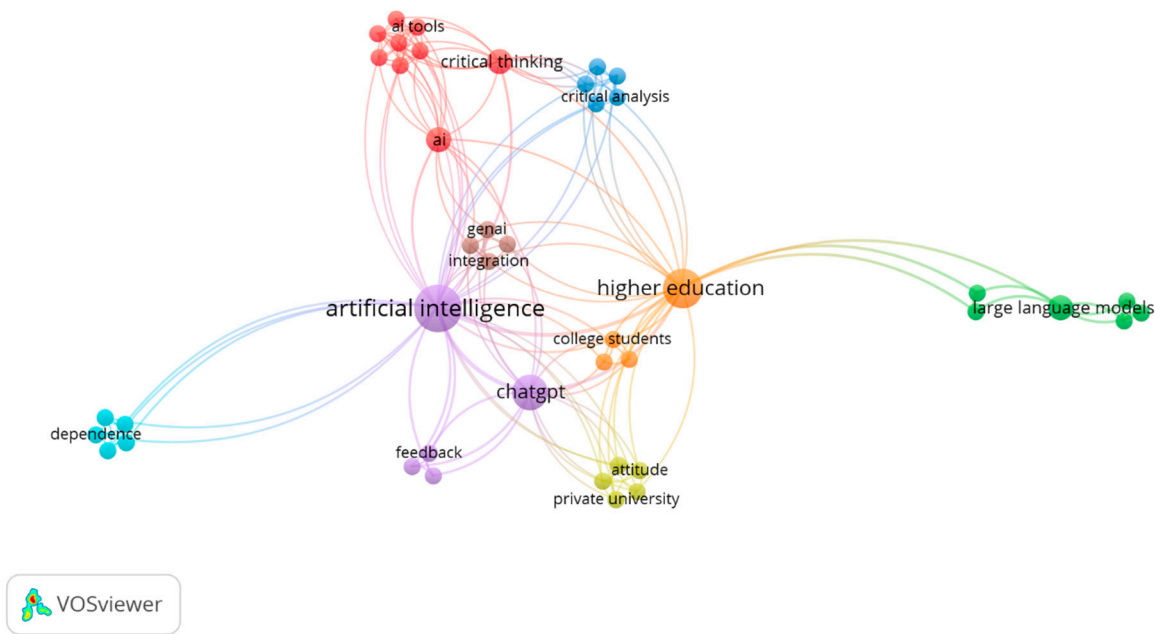 ai tools
critical thinking
critical analysis
ai
genai
integration
higher education
artificial intelligence
large language models
college students
chatgpt
dependence
feedback
attitude
private university
VOSviewer